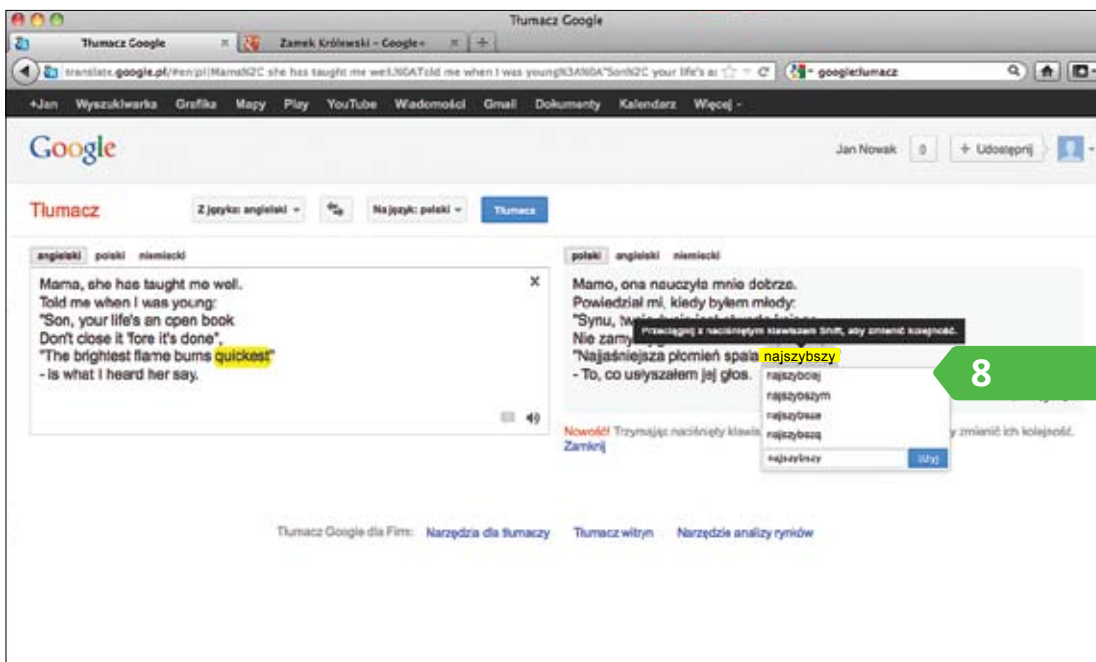 Tłumacz Google
Tłumacz Google × Zamek Królewski – Google+ × +
translate.google.pl/#en|pl|Mama%2C she has taught me well.%0ATold me when I was young%3A%0A"Son%2C your life's a google:tłumacz
+Jan Wyszukiwarka Grafika Mapy Play YouTube Wiadomości Gmail Dokumenty Kalendarz Więcej
Google Jan Nowak 0 + Udostępnij
Tłumacz Z języka: angielski Na język: polski Tłumacz
angielski polski niemiecki
Mama, she has taught me well.
Told me when I was young:
"Son, your life's an open book
Don't close it 'fore it's done",
"The brightest flame burns quickest"
- Is what I heard her say.
polski angielski niemiecki
Mamo, ona nauczyła mnie dobrze.
Powiedział mi, kiedy byłem młody:
"Synu,
Przeciągnij z naciśniętym klawiszem Shift, aby zmienić kolejność.
Nie
"Najjaśniejsza płomień spala najszybszy
- To, co usłyszałem jej głos.
najszybciej
najszybszym
najszybsze
najszybszą
najszybszy Użyj
8
Nowość! Trzymając naciśnięty zmienić ich kolejność.
Zamknij
Tłumacz Google dla Firm: Narzędzia dla tłumaczy Tłumacz witryn Narzędzie analizy rynków